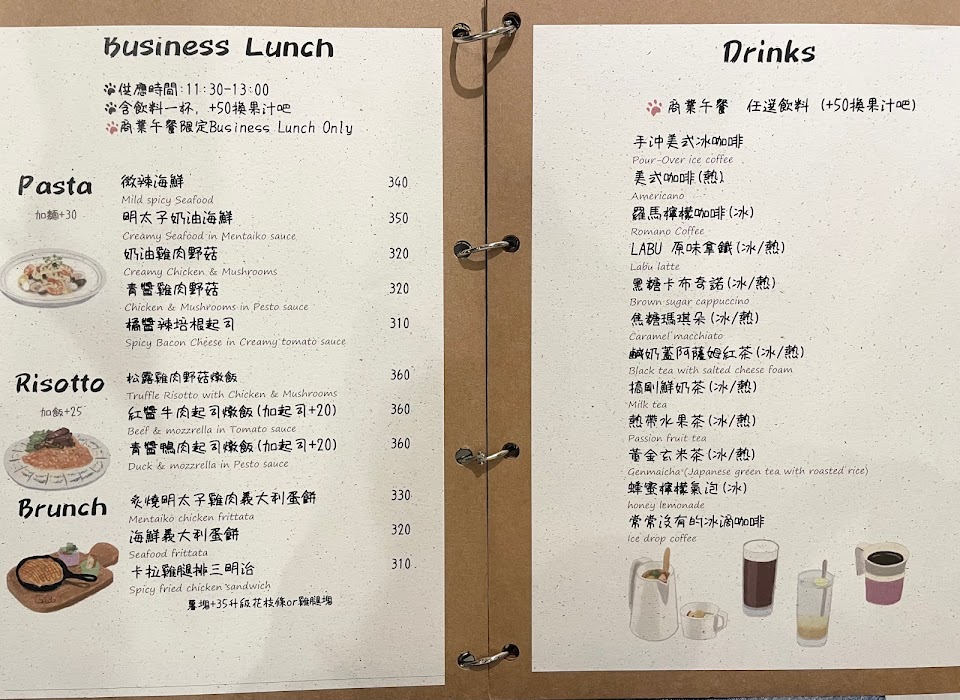 Business Lunch
供應時間:11:30-13:00
含飲料一杯，+50換果汁吧
商業午餐限定Business Lunch Only
Pasta
加麵+30
微辣海鮮 340
Mild spicy Seafood
明太子奶油海鮮 350
Creamy Seafood in Mentaiko sauce
奶油雞肉野菇 320
Creamy Chicken & Mushrooms
青醬雞肉野菇 320
Chicken & Mushrooms in Pesto sauce
橘醬辣培根起司 310
Spicy Bacon Cheese in Creamy tomato sauce
Risotto
加飯+25
松露雞肉野菇燉飯 360
Truffle Risotto with Chicken & Mushrooms
紅醬牛肉起司燉飯(加起司+20) 360
Beef & mozzrella in Tomato sauce
青醬鴨肉起司燉飯(加起司+20) 360
Duck & mozzrella in Pesto sauce
Brunch
炙燒明太子雞肉義大利蛋餅 330
Mentaiko chicken frittata
海鮮義大利蛋餅 320
Seafood frittata
卡拉雞腿排三明治 310
Spicy fried chicken sandwich
薯塊+35升級花枝條or雞腿塊
Drinks
商業午餐 任選飲料 (+50換果汁吧)
手沖美式冰咖啡
Pour-Over ice coffee
美式咖啡(熱)
Americano
羅馬檸檬咖啡(冰)
Romano Coffee
LABU 原味拿鐵(冰/熱)
Labu latte
黑糖卡布奇諾(冰/熱)
Brown sugar cappuccino
焦糖瑪琪朵(冰/熱)
Caramel macchiato
鹹奶蓋阿薩姆紅茶(冰/熱)
Black tea with salted cheese foam
搞剛鮮奶茶(冰/熱)
Milk tea
熱帶水果茶(冰/熱)
Passion fruit tea
黃金玄米茶(冰/熱)
Genmaicha (Japanese green tea with roasted rice)
蜂蜜檸檬氣泡(冰)
honey lemonade
常常沒有的冰滴咖啡
Ice drop coffee